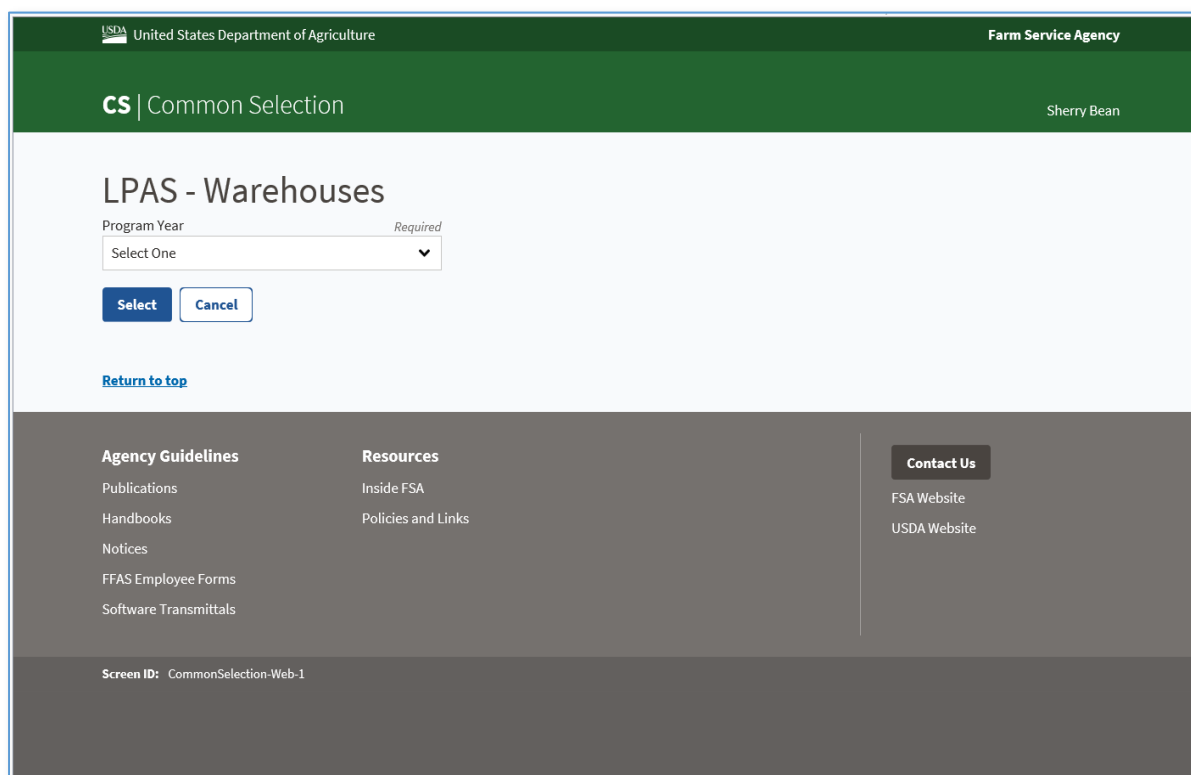 USDA United States Department of Agriculture
Farm Service Agency
CS | Common Selection
Sherry Bean
LPAS - Warehouses
Program Year
Required
Select One
Select
Cancel
Return to top
Agency Guidelines
Publications
Handbooks
Notices
FFAS Employee Forms
Software Transmittals
Resources
Inside FSA
Policies and Links
Contact Us
FSA Website
USDA Website
Screen ID: CommonSelection-Web-1